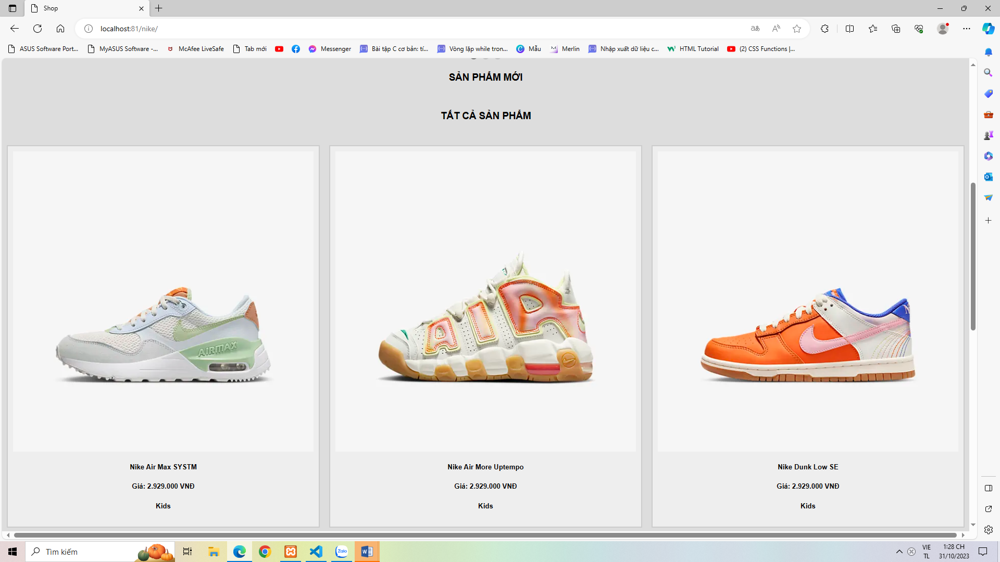 Shop
localhost:81/nike/
ASUS Software Port...
MyASUS Software -...
McAfee LiveSafe
Tab mới
Messenger
Bài tập C cơ bản: tí...
Vòng lặp while tron...
Mẫu
Merlin
Nhập xuất dữ liệu c...
HTML Tutorial
(2) CSS Functions |...
SẢN PHẨM MỚI
TẤT CẢ SẢN PHẨM
AIRMAX
AIR
Nike Air Max SYSTM
Giá: 2.929.000 VNĐ
Kids
Nike Air More Uptempo
Giá: 2.929.000 VNĐ
Kids
Nike Dunk Low SE
Giá: 2.929.000 VNĐ
Kids
Tìm kiếm
Zalo
VIE
TL
1:28 CH
31/10/2023